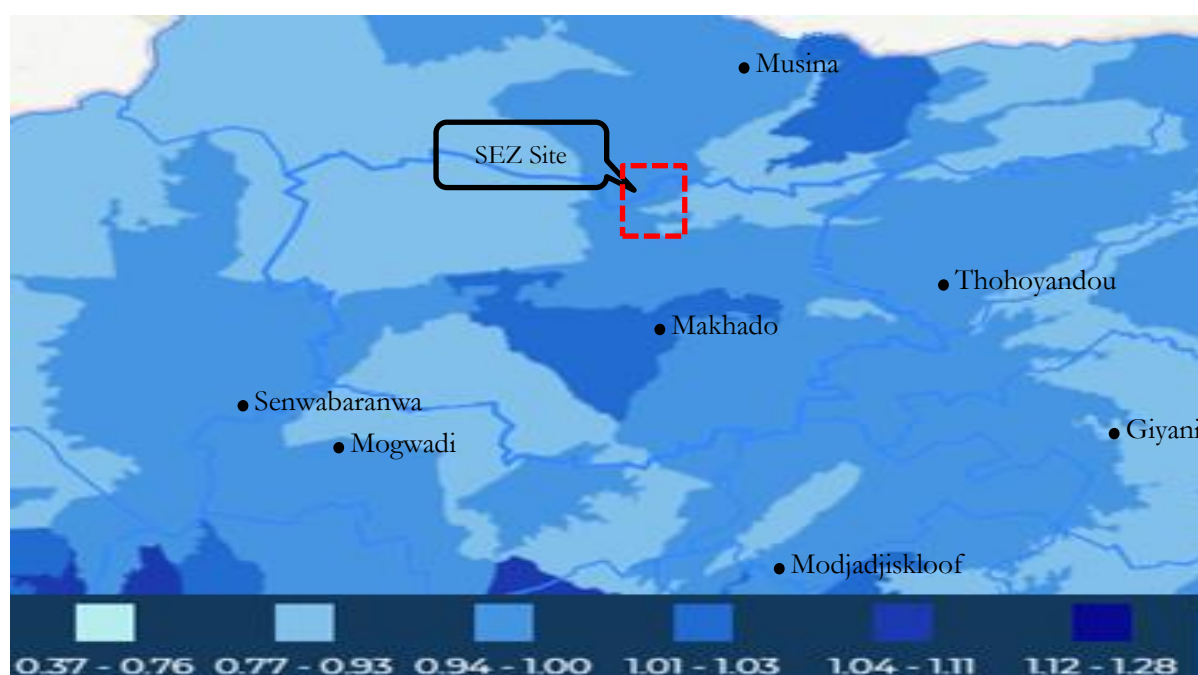 Musina
SEZ Site
Thohoyandou
Makhado
Senwabaranwa
Giyani
Mogwadi
Modjadjiskloof
0.37 - 0.76 0.77 - 0.93 0.94 - 1.00 1.01 - 1.03 1.04 - 1.11 1.12 - 1.28